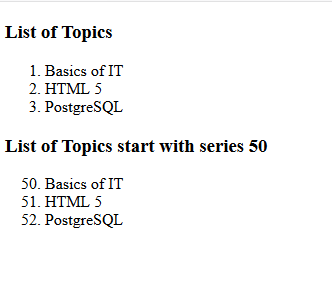 List of Topics
1. Basics of IT
2. HTML 5
3. PostgreSQL
List of Topics start with series 50
50. Basics of IT
51. HTML 5
52. PostgreSQL